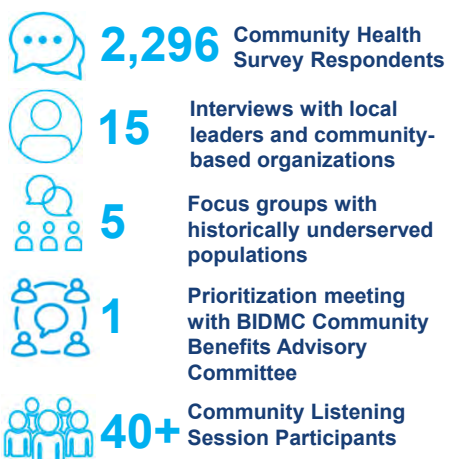 2,296 Community Health
Survey Respondents
15 Interviews with local
leaders and community-
based organizations
5 Focus groups with
historically underserved
populations
1 Prioritization meeting
with BIDMC Community
Benefits Advisory
Committee
40+ Community Listening
Session Participants